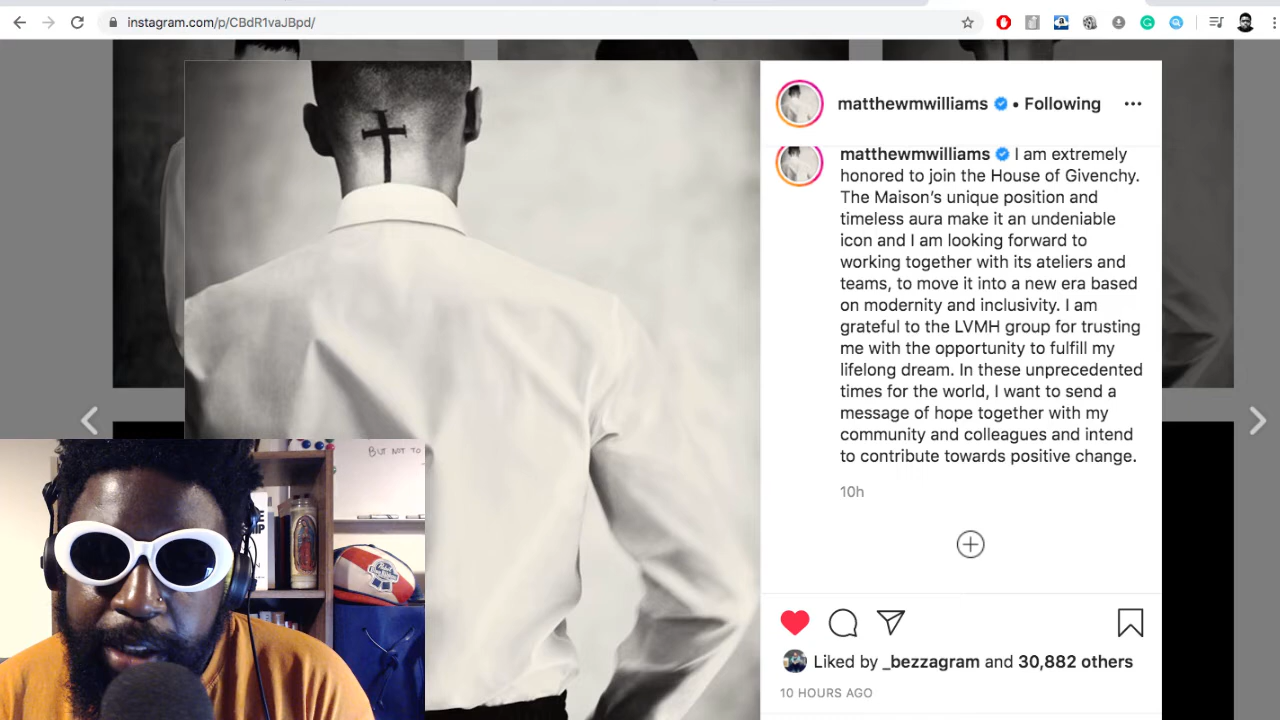 instagram.com/p/CBdR1vaJBpd/
matthewmwilliams • Following •••
matthewmwilliams I am extremely
honored to join the House of Givenchy.
The Maison’s unique position and
timeless aura make it an undeniable
icon and I am looking forward to
working together with its ateliers and
teams, to move it into a new era based
on modernity and inclusivity. I am
grateful to the LVMH group for trusting
me with the opportunity to fulfill my
lifelong dream. In these unprecedented
times for the world, I want to send a
message of hope together with my
community and colleagues and intend
to contribute towards positive change.
10h
Liked by _bezzagram and 30,882 others
10 HOURS AGO
BUT NOT TO